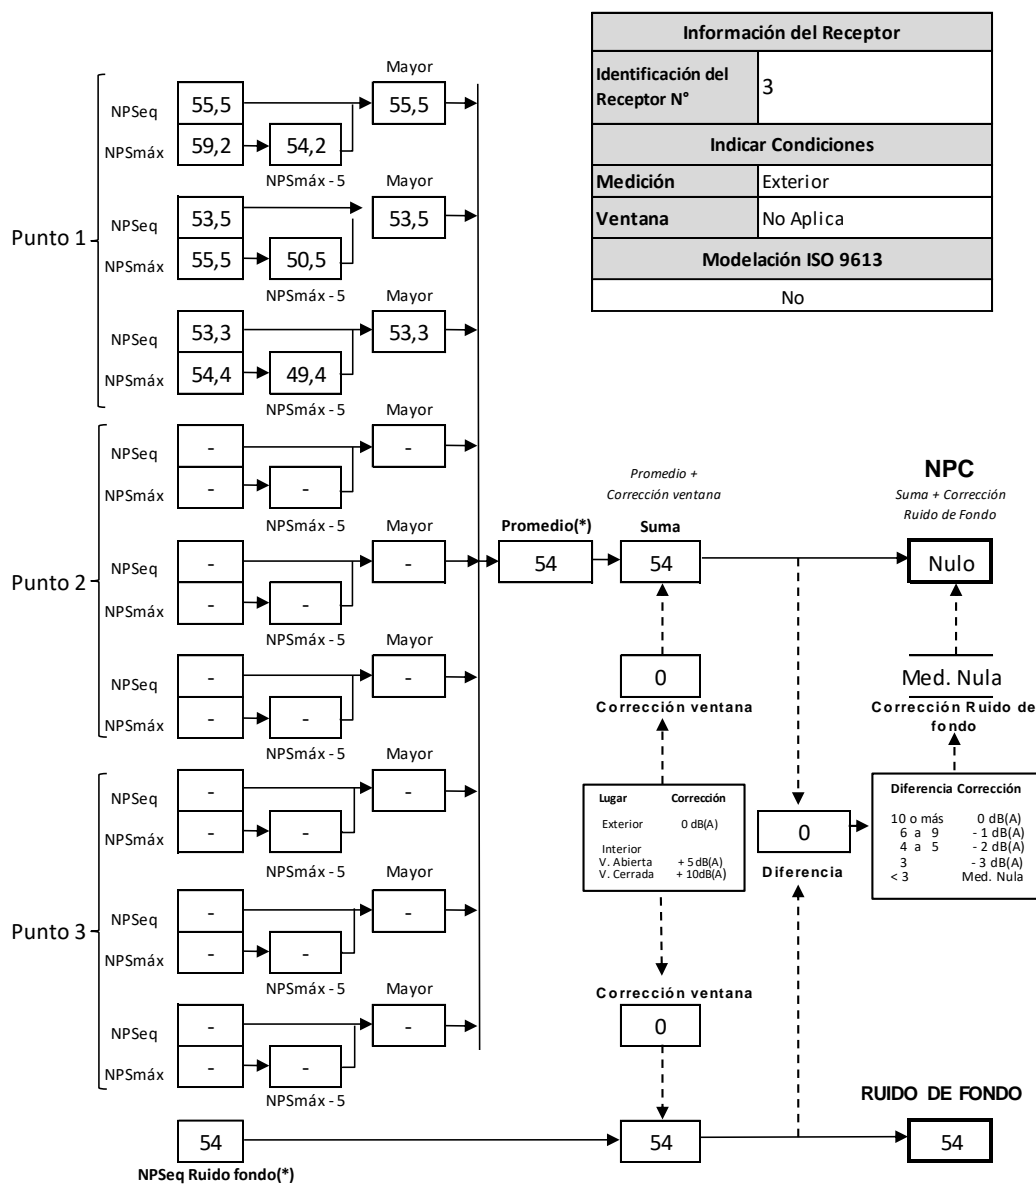 Información del Receptor
Identificación del
Receptor N°
3
Indicar Condiciones
Medición Exterior
Ventana No Aplica
Modelación ISO 9613
No
Punto 1
Mayor
NPSeq 55,5 55,5
NPSmáx 59,2 54,2
NPSmáx - 5
Mayor
NPSeq 53,5 53,5
NPSmáx 55,5 50,5
NPSmáx - 5
Mayor
NPSeq 53,3 53,3
NPSmáx 54,4 49,4
NPSmáx - 5
Punto 2
Mayor
NPSeq - -
NPSmáx - -
NPSmáx - 5
Mayor
NPSeq - -
NPSmáx - -
NPSmáx - 5
Mayor
NPSeq - -
NPSmáx - -
NPSmáx - 5
Punto 3
Mayor
NPSeq - -
NPSmáx - -
NPSmáx - 5
Mayor
NPSeq - -
NPSmáx - -
NPSmáx - 5
Mayor
NPSeq - -
NPSmáx - -
NPSmáx - 5
54
NPSeq Ruido fondo(*)
Promedio(*)
54
Promedio +
Corrección ventana
Suma
54
0
Corrección ventana
Lugar Corrección
Exterior 0 dB(A)
Interior
V. Abierta + 5 dB(A)
V. Cerrada + 10dB(A)
Corrección ventana
0
54
0
Diferencia
NPC
Suma + Corrección
Ruido de Fondo
Nulo
Med. Nula
Corrección Ruido de
fondo
Diferencia Corrección
10 o más 0 dB(A)
6 a 9 - 1 dB(A)
4 a 5 - 2 dB(A)
3 - 3 dB(A)
< 3 Med. Nula
RUIDO DE FONDO
54